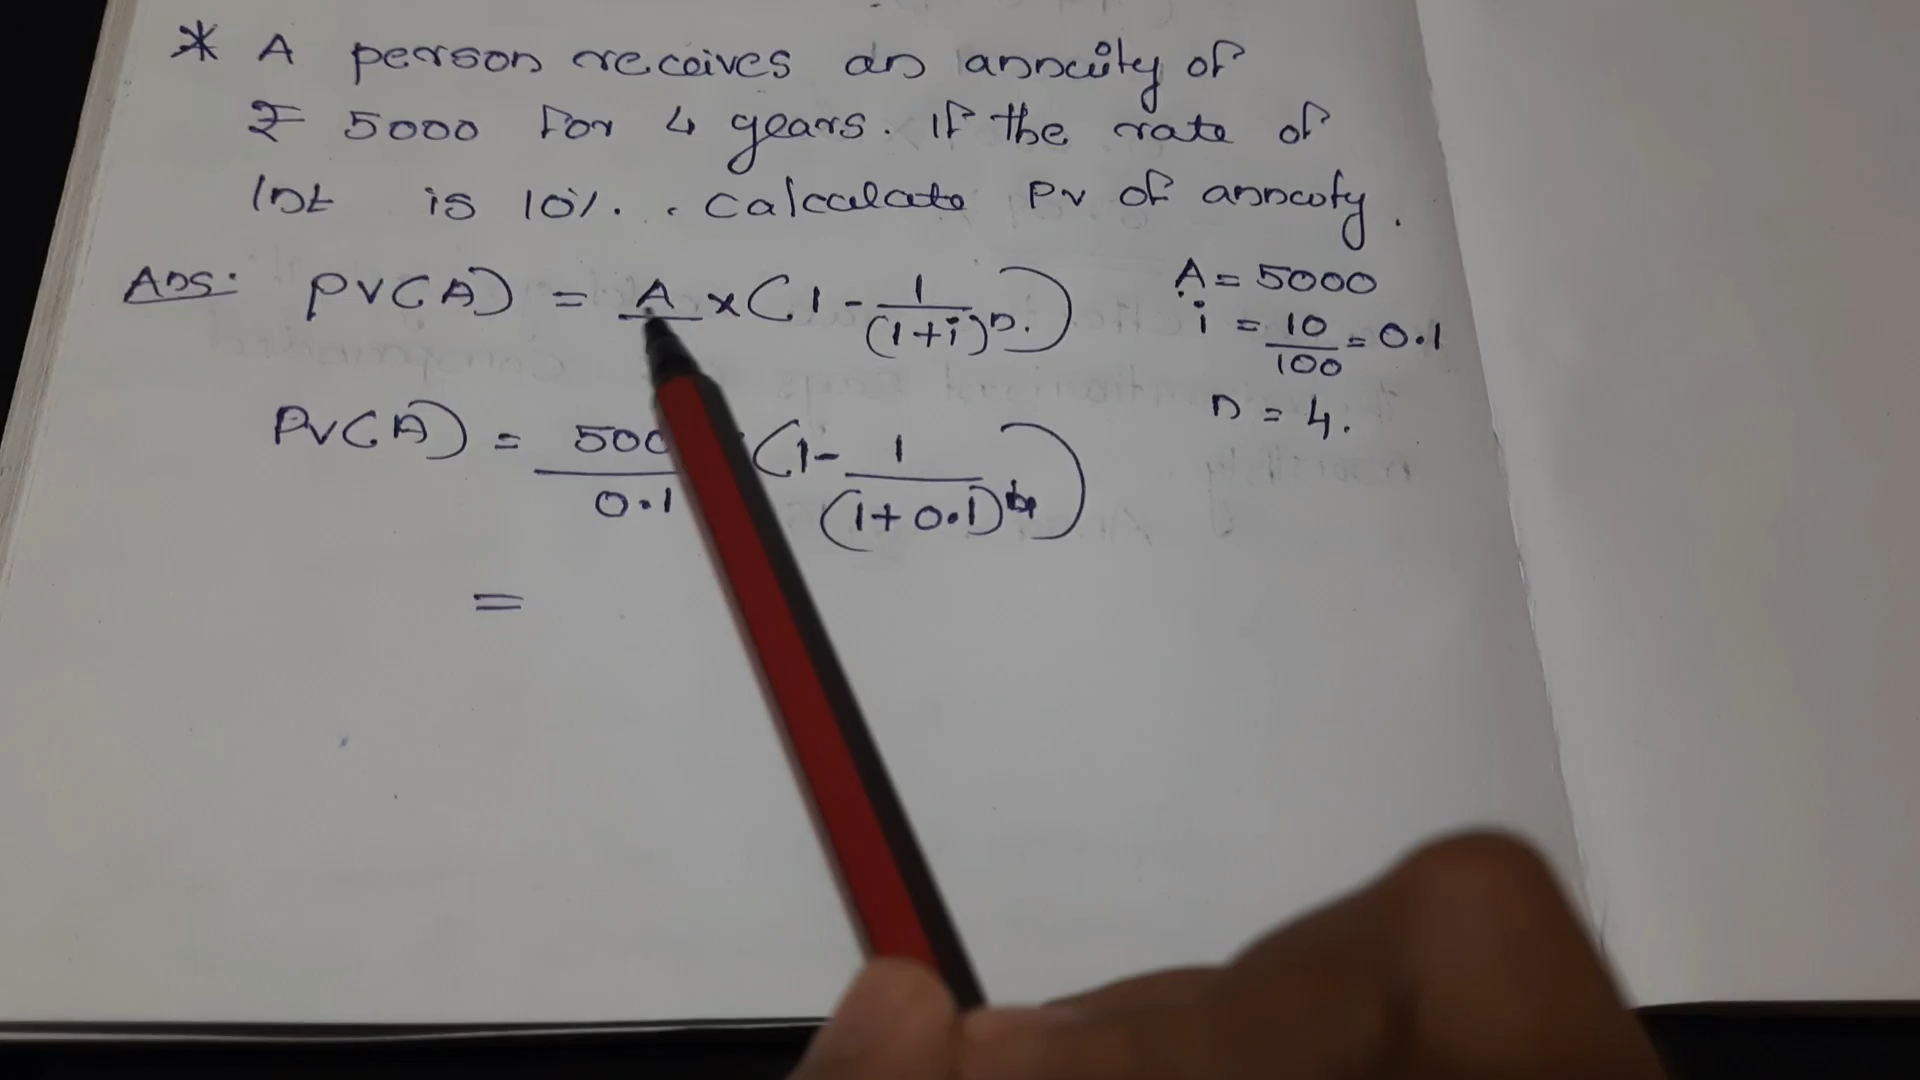 * A person receives an annuity of
₹ 5000 for 4 years. If the rate of
Int is 10%. . calculate PV of annuty.
Ans: PV(A) = A × (1 - 1/(1+i)^n.)
A = 5000
i = 10/100 = 0.1
n = 4.
PV(A) = 500 /0.1 (1- 1/(1+0.1)^4)
=